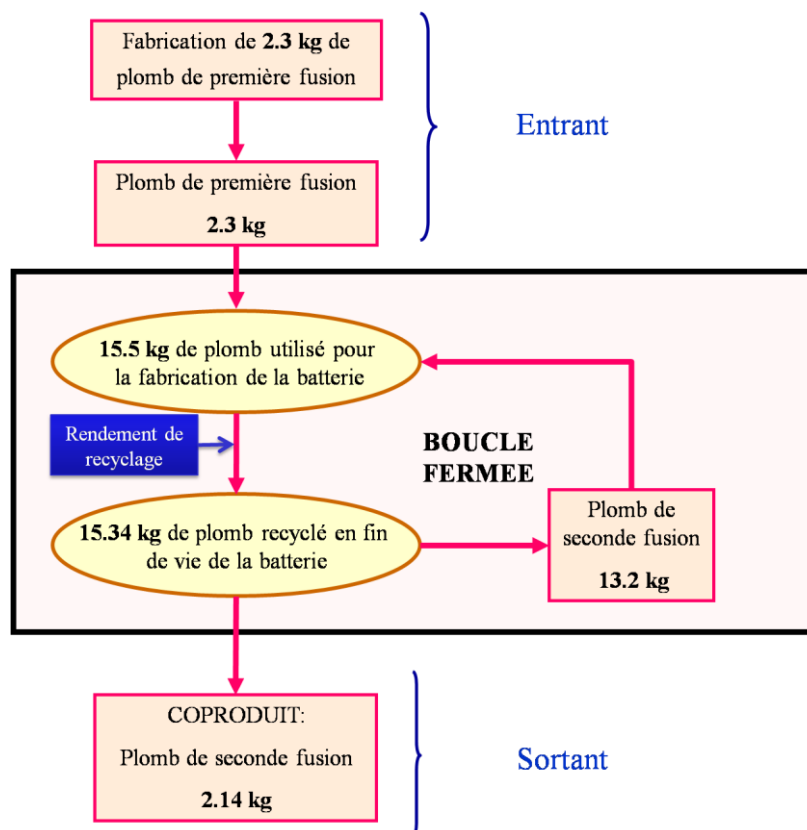 Fabrication de 2.3 kg de
plomb de première fusion
Entrant
Plomb de première fusion
2.3 kg
15.5 kg de plomb utilisé pour
la fabrication de la batterie
Rendement de
recyclage
BOUCLE
FERMEE
15.34 kg de plomb recyclé en fin
de vie de la batterie
Plomb de
seconde fusion
13.2 kg
COPRODUIT:
Plomb de seconde fusion
2.14 kg
Sortant